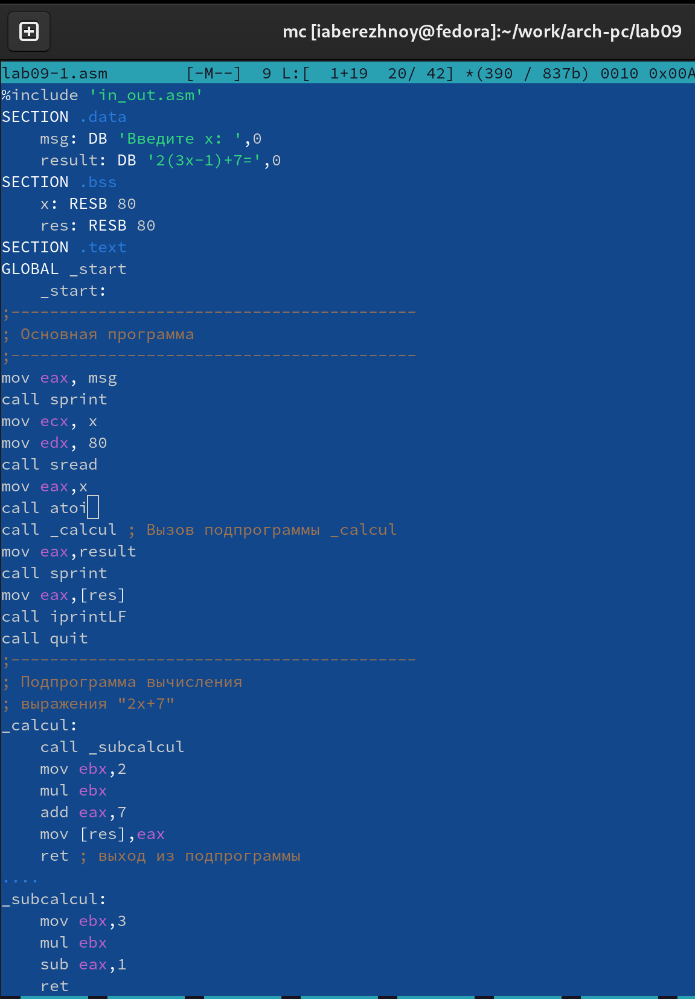 mc [iaberezhnoy@fedora]:~/work/arch-pc/lab09
lab09-1.asm        [-M--]  9 L:[  1+19  20/ 42] *(390 / 837b) 0010 0x00A
%include 'in_out.asm'
SECTION .data
    msg: DB 'Введите x: ',0
    result: DB '2(3x-1)+7=',0
SECTION .bss
    x: RESB 80
    res: RESB 80
SECTION .text
GLOBAL _start
    _start:
;------------------------------------------
; Основная программа
;------------------------------------------
mov eax, msg
call sprint
mov ecx, x
mov edx, 80
call sread
mov eax,x
call atoi
call _calcul ; Вызов подпрограммы _calcul
mov eax,result
call sprint
mov eax,[res]
call iprintLF
call quit
;------------------------------------------
; Подпрограмма вычисления
; выражения "2x+7"
_calcul:
    call _subcalcul
    mov ebx,2
    mul ebx
    add eax,7
    mov [res],eax
    ret ; выход из подпрограммы
....
_subcalcul:
    mov ebx,3
    mul ebx
    sub eax,1
    ret